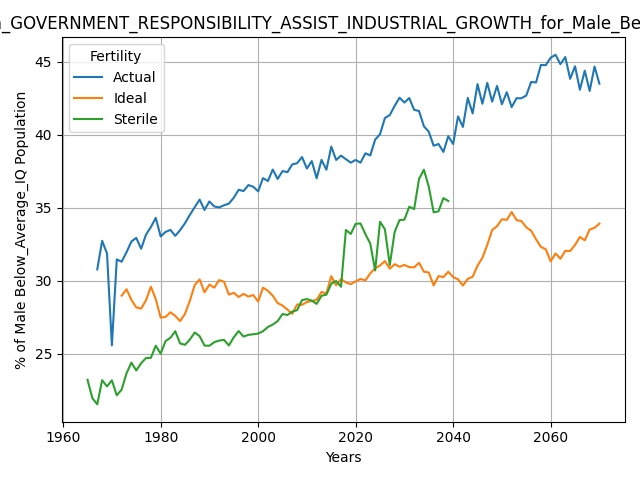 GOVERNMENT_RESPONSIBILITY_ASSIST_INDUSTRIAL_GROWTH_for_Male_Be
Fertility
Actual
Ideal
Sterile
45
40
35
30
25
% of Male Below_Average_IQ Population
1960
1980
2000
2020
2040
2060
Years